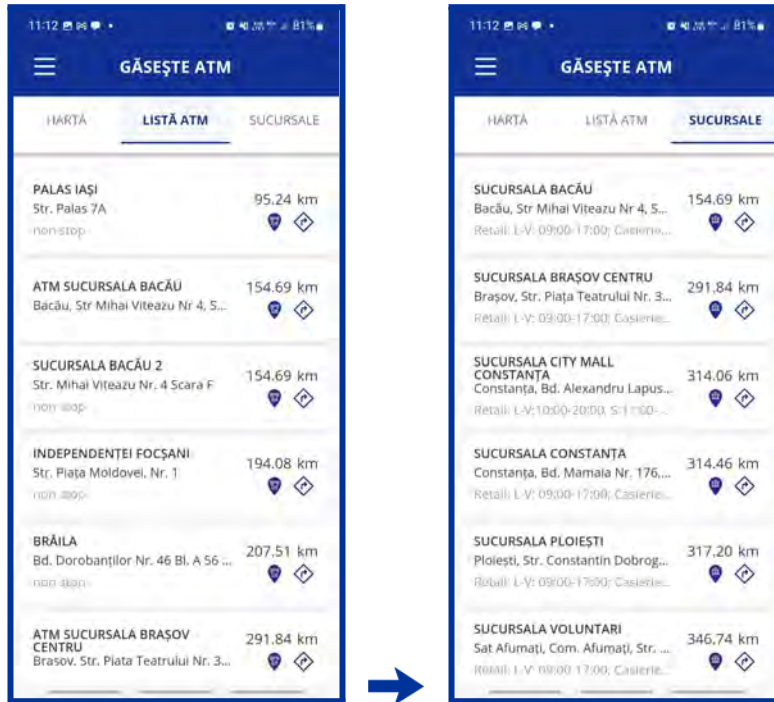 11:12
81%
GĂSEŞTE ATM
HARTĂ LISTĂ ATM SUCURSALE
PALAS IAȘI
95.24 km
Str. Palas 7A
non-stop
ATM SUCURSALA BACĂU
154.69 km
Bacău, Str Mihai Viteazu Nr 4, S...
SUCURSALA BACĂU 2
154.69 km
Str. Mihai Viteazu Nr. 4 Scara F
non-stop
INDEPENDENȚEI FOCȘANI
194.08 km
Str. Piața Moldovei, Nr. 1
non-stop
BRĂILA
207.51 km
Bd. Dorobanților Nr. 46 Bl. A 56 ...
non-stop
ATM SUCURSALA BRAȘOV
CENTRU
291.84 km
Brasov, Str. Piata Teatrului Nr. 3...
11:12
81%
GĂSEŞTE ATM
HARTĂ LISTĂ ATM SUCURSALE
SUCURSALA BACĂU
154.69 km
Bacău, Str Mihai Viteazu Nr 4, S...
Retail: L-V: 09:00-17:00; Casierie...
SUCURSALA BRAȘOV CENTRU
291.84 km
Brașov, Str. Piața Teatrului Nr. 3...
Retail: L-V: 09:00-17:00; Casierie...
SUCURSALA CITY MALL
CONSTANȚA
314.06 km
Constanța, Bd. Alexandru Lapus...
Retail: L-V:10:00-20:00, S:11:00-...
SUCURSALA CONSTANȚA
314.46 km
Constanța, Bd. Mamaia Nr. 176,...
Retail: L-V: 09:00-17:00; Casierie...
SUCURSALA PLOIEȘTI
317.20 km
Ploiești, Str. Constantin Dobrog...
Retail: L-V: 09:00-17:00; Casierie...
SUCURSALA VOLUNTARI
346.74 km
Sat Afumați, Com. Afumați, Str. ...
Retail: L-V: 09:00-17:00; Casierie...